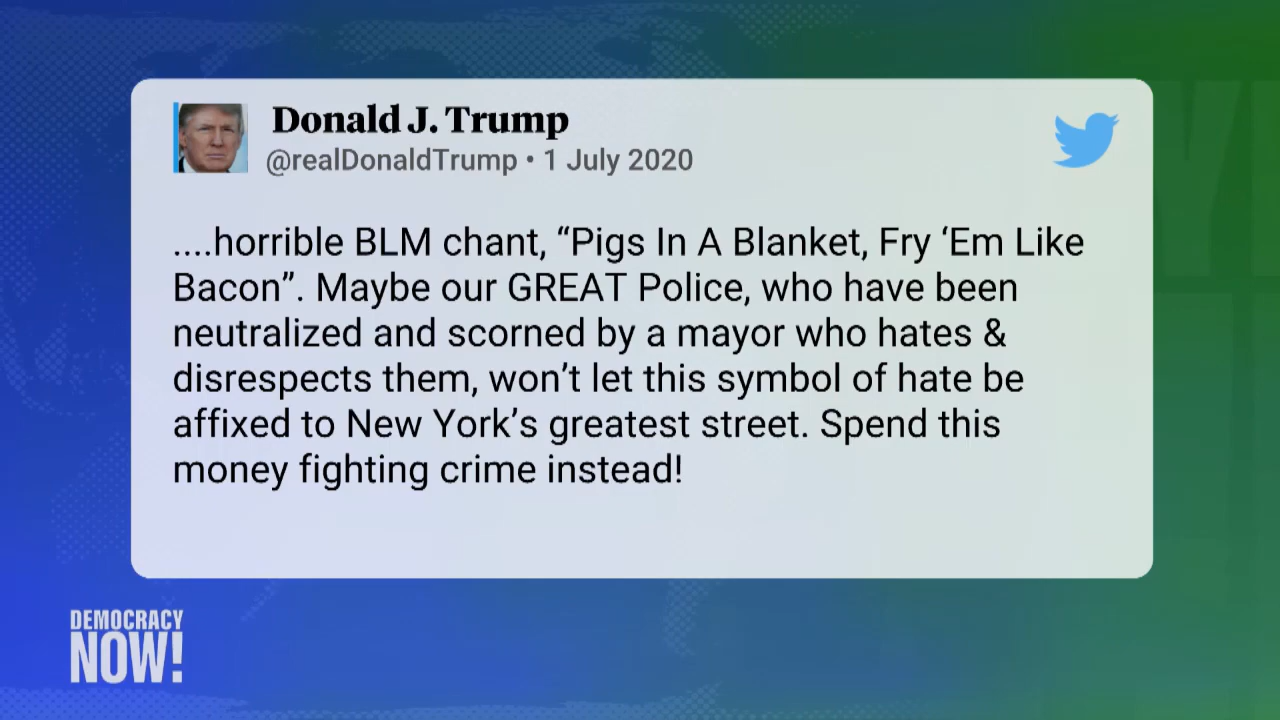 Donald J. Trump
@realDonaldTrump • 1 July 2020
....horrible BLM chant, “Pigs In A Blanket, Fry ‘Em Like
Bacon”. Maybe our GREAT Police, who have been
neutralized and scorned by a mayor who hates &
disrespects them, won’t let this symbol of hate be
affixed to New York’s greatest street. Spend this
money fighting crime instead!
DEMOCRACY
NOW!